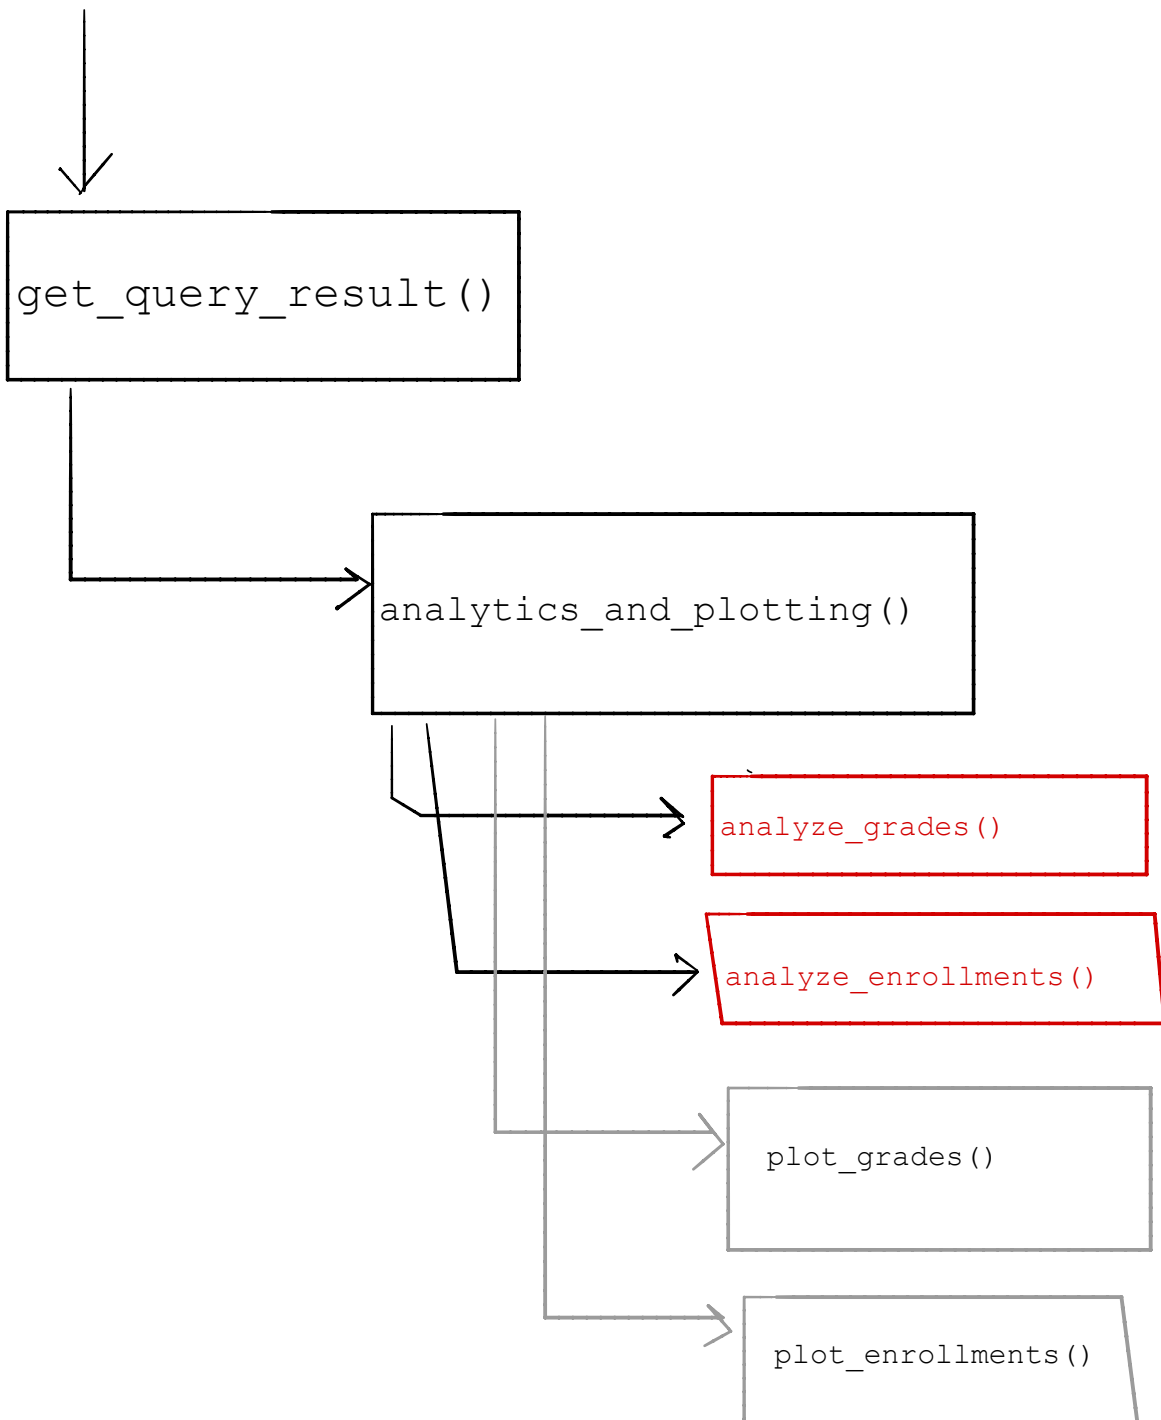 get_query_result()
analytics_and_plotting()
analyze_grades()
analyze_enrollments()
plot_grades()
plot_enrollments()